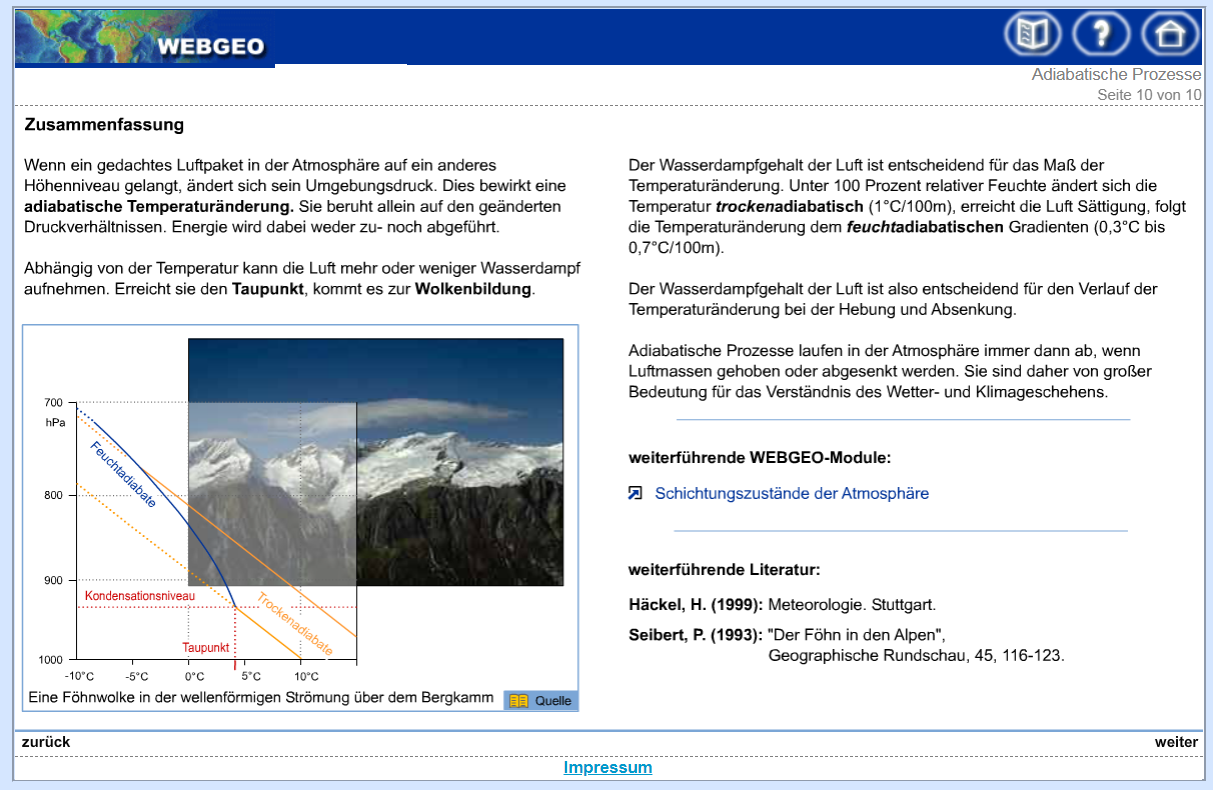 WEBGEO
?
Adiabatische Prozesse
Seite 10 von 10
Zusammenfassung
Wenn ein gedachtes Luftpaket in der Atmosphäre auf ein anderes
Höhenniveau gelangt, ändert sich sein Umgebungsdruck. Dies bewirkt eine
adiabatische Temperaturänderung. Sie beruht allein auf den geänderten
Druckverhältnissen. Energie wird dabei weder zu- noch abgeführt.
Abhängig von der Temperatur kann die Luft mehr oder weniger Wasserdampf
aufnehmen. Erreicht sie den Taupunkt, kommt es zur Wolkenbildung.
700
hPa
800
900
1000
Feuchtadiabate
Kondensationsniveau
Trockenadiabate
Taupunkt
-10°C -5°C 0°C 5°C 10°C
Eine Föhnwolke in der wellenförmigen Strömung über dem Bergkamm
Quelle
Der Wasserdampfgehalt der Luft ist entscheidend für das Maß der
Temperaturänderung. Unter 100 Prozent relativer Feuchte ändert sich die
Temperatur trockenadiabatisch (1°C/100m), erreicht die Luft Sättigung, folgt
die Temperaturänderung dem feuchtadiabatischen Gradienten (0,3°C bis
0,7°C/100m).
Der Wasserdampfgehalt der Luft ist also entscheidend für den Verlauf der
Temperaturänderung bei der Hebung und Absenkung.
Adiabatische Prozesse laufen in der Atmosphäre immer dann ab, wenn
Luftmassen gehoben oder abgesenkt werden. Sie sind daher von großer
Bedeutung für das Verständnis des Wetter- und Klimageschehens.
weiterführende WEBGEO-Module:
Schichtungszustände der Atmosphäre
weiterführende Literatur:
Häckel, H. (1999): Meteorologie. Stuttgart.
Seibert, P. (1993): "Der Föhn in den Alpen",
Geographische Rundschau, 45, 116-123.
zurück
weiter
Impressum